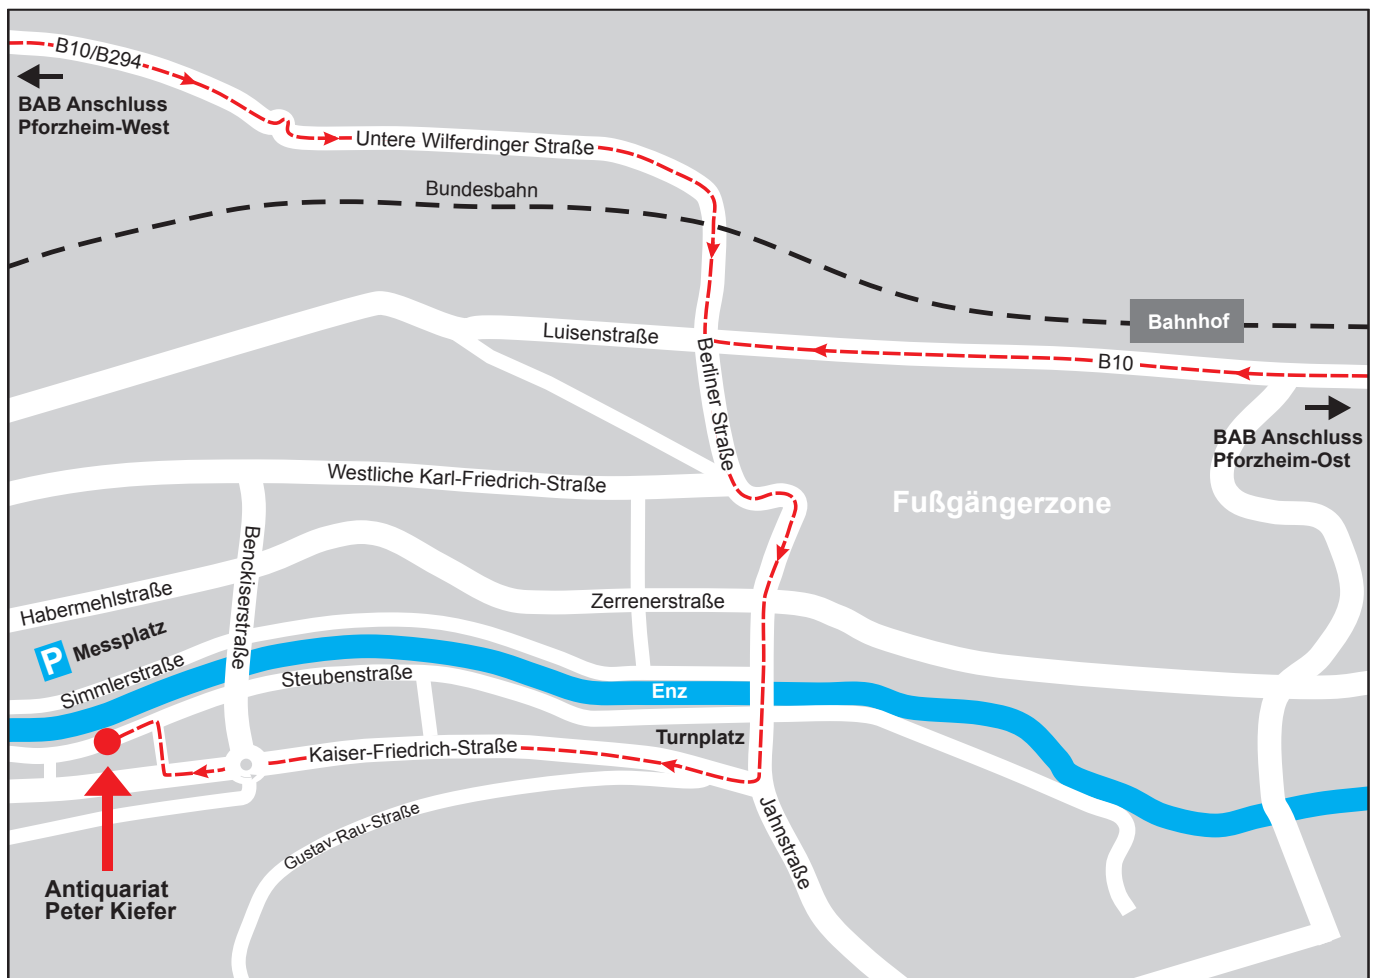 B10/B294
BAB Anschluss
Pforzheim-West
Untere Wilferdinger Straße
Bundesbahn
Bahnhof
Luisenstraße
B10
Berliner Straße
BAB Anschluss
Pforzheim-Ost
Westliche Karl-Friedrich-Straße
Fußgängerzone
Benckiserstraße
Habermehlstraße
Zerrenerstraße
P Messplatz
Simmlerstraße
Steubenstraße
Enz
Turnplatz
Kaiser-Friedrich-Straße
Gustav-Rau-Straße
Jahnstraße
Antiquariat
Peter Kiefer